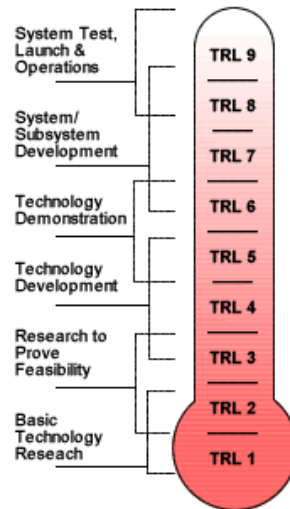 System Test,
Launch &
Operations
System/
Subsystem
Development
Technology
Demonstration
Technology
Development
Research to
Prove
Feasibility
Basic
Technology
Reseach
TRL 9
TRL 8
TRL 7
TRL 6
TRL 5
TRL 4
TRL 3
TRL 2
TRL 1